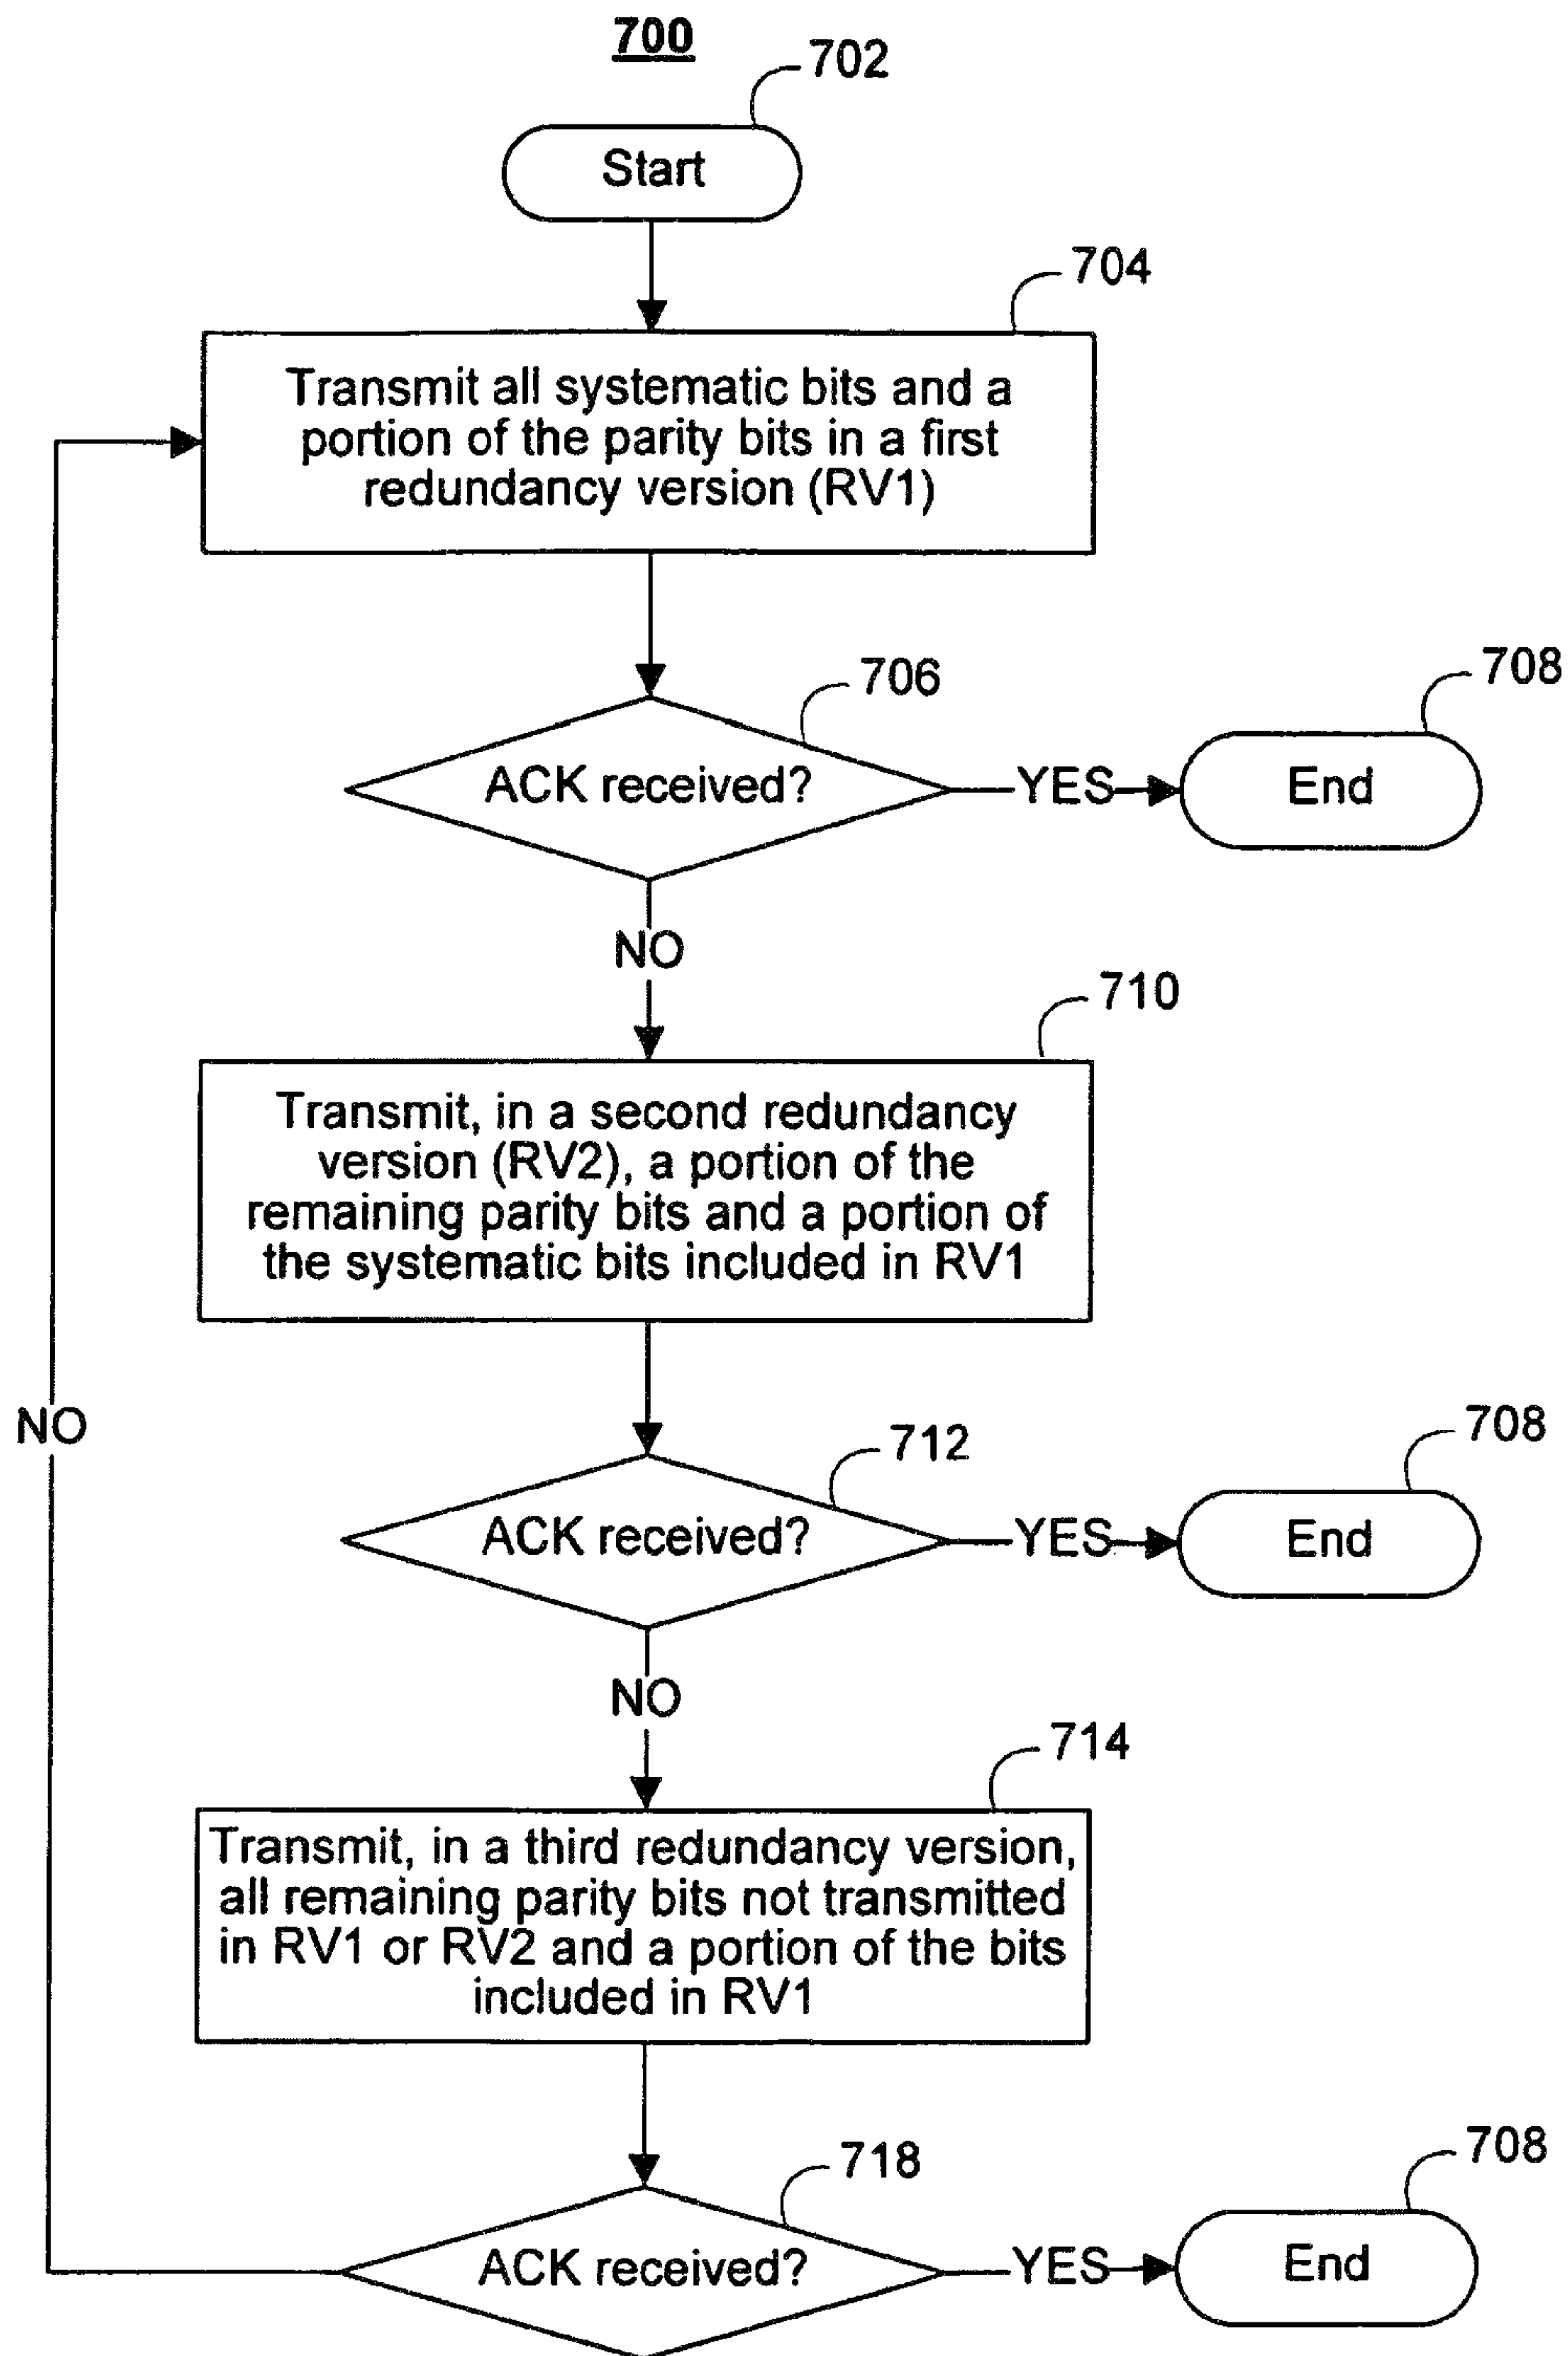 700
702
Start
704
Transmit all systematic bits and a
portion of the parity bits in a first
redundancy version (RV1)
706
708
ACK received?
YES
End
NO
710
Transmit, in a second redundancy
version (RV2), a portion of the
remaining parity bits and a portion of
the systematic bits included in RV1
NO
712
708
ACK received?
YES
End
NO
714
Transmit, in a third redundancy version,
all remaining parity bits not transmitted
in RV1 or RV2 and a portion of the bits
included in RV1
718
708
ACK received?
YES
End